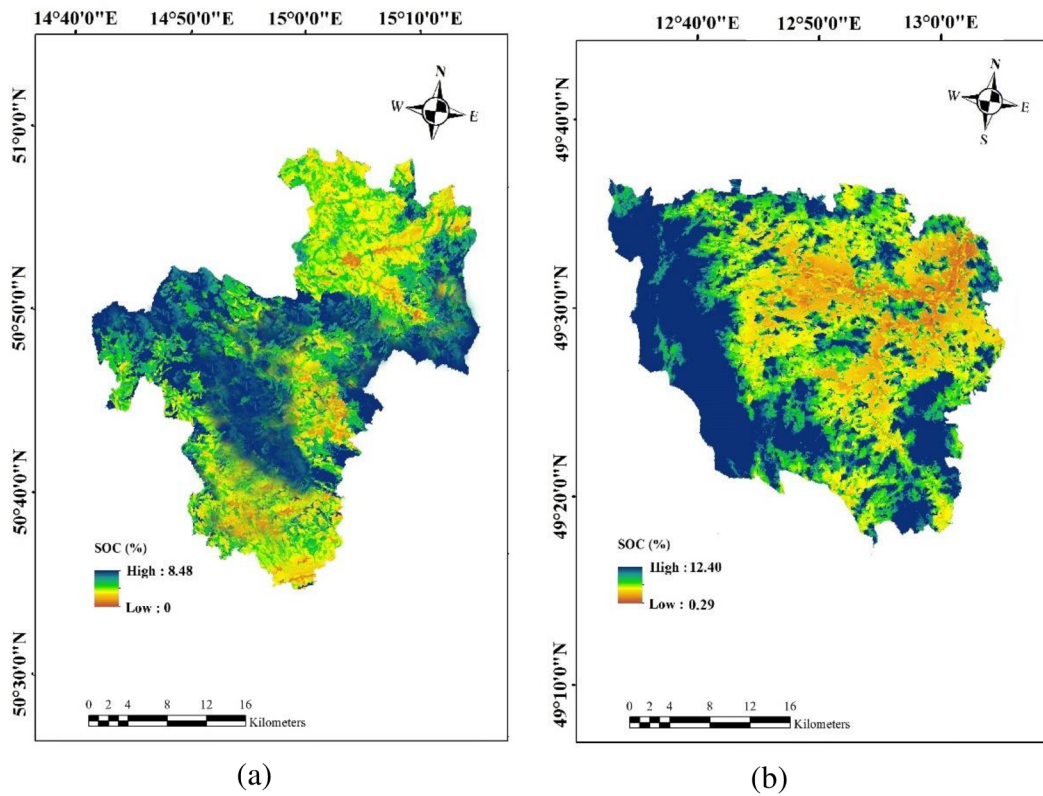 14°40'0"E 14°50'0"E 15°0'0"E 15°10'0"E
51°0'0"N
50°50'0"N
50°40'0"N
50°30'0"N
N
W E
SOC (%)
High : 8.48
Low : 0
0 2 4 8 12 16
Kilometers
(a)
12°40'0"E 12°50'0"E 13°0'0"E
49°40'0"N
49°30'0"N
49°20'0"N
49°10'0"N
N
W E
S
SOC (%)
High : 12.40
Low : 0.29
0 2 4 8 12 16
Kilometers
(b)